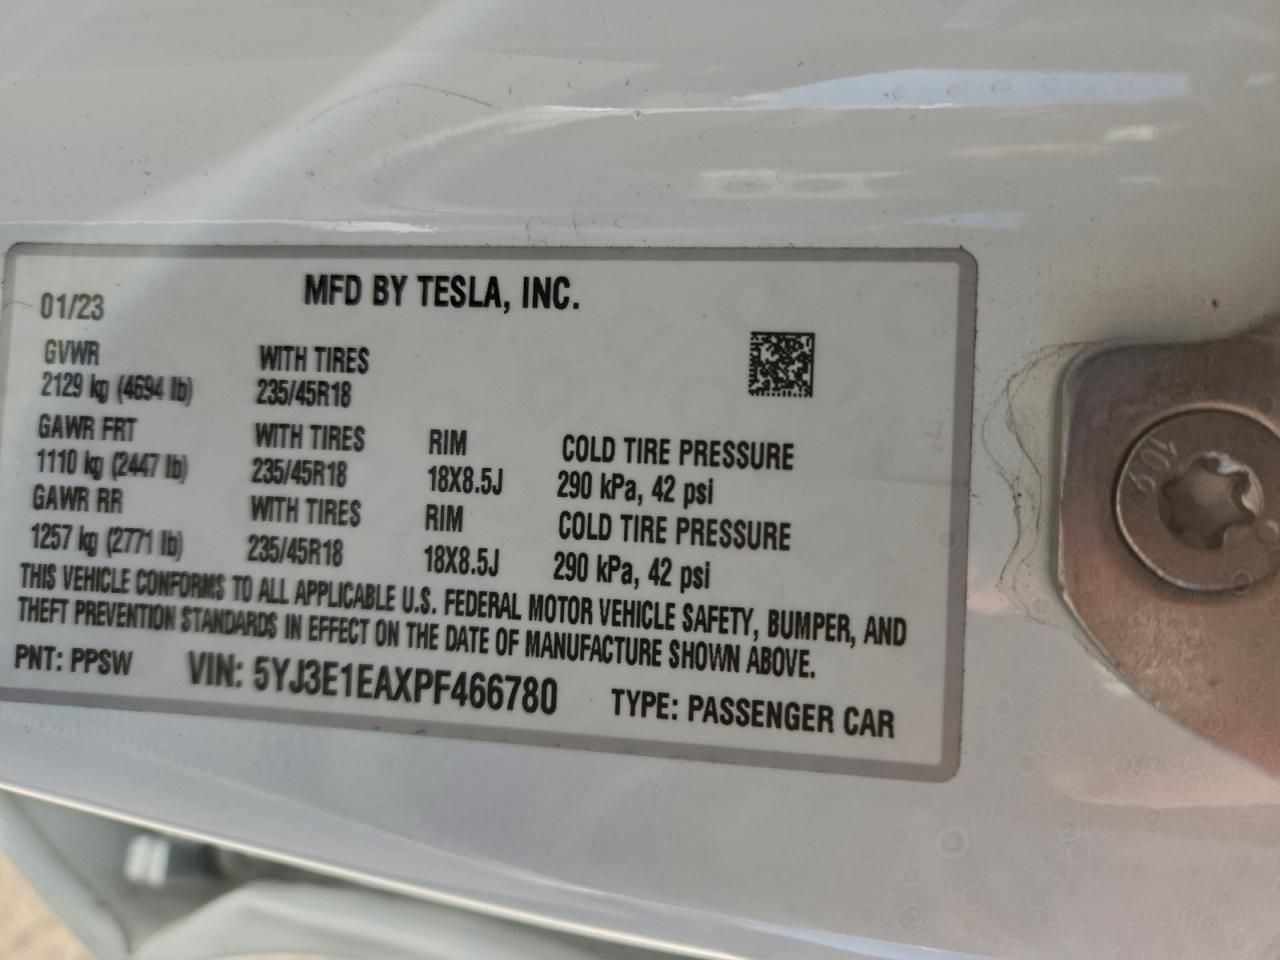 MFD BY TESLA, INC.
01/23
GVWR WITH TIRES
2129 kg (4694 lb) 235/45R18
GAWR FRT WITH TIRES RIM COLD TIRE PRESSURE
1110 kg (2447 lb) 235/45R18 18X8.5J 290 kPa, 42 psi
GAWR RR WITH TIRES RIM COLD TIRE PRESSURE
1257 kg (2771 lb) 235/45R18 18X8.5J 290 kPa, 42 psi
THIS VEHICLE CONFORMS TO ALL APPLICABLE U.S. FEDERAL MOTOR VEHICLE SAFETY, BUMPER, AND
THEFT PREVENTION STANDARDS IN EFFECT ON THE DATE OF MANUFACTURE SHOWN ABOVE.
PNT: PPSW VIN: 5YJ3E1EAXPF466780 TYPE: PASSENGER CAR
10.9